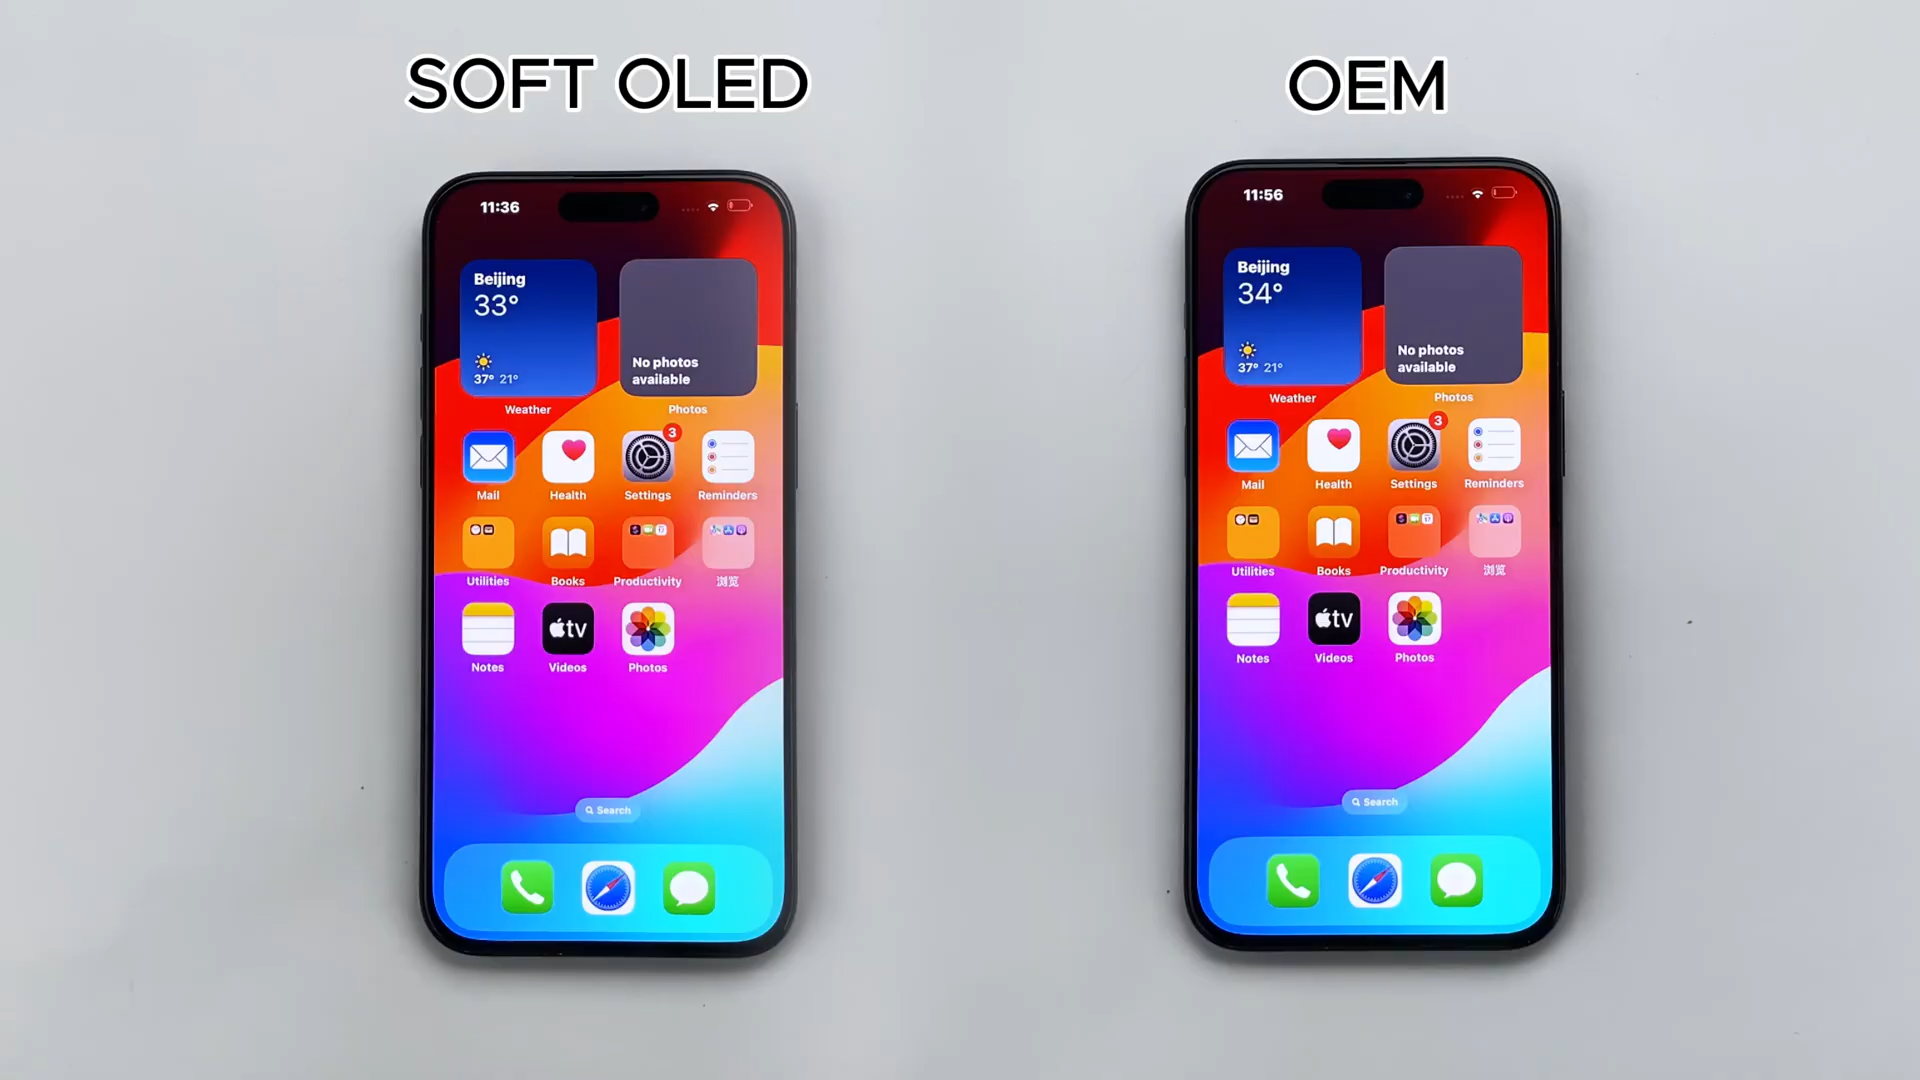 SOFT OLED
11:36
Beijing
33°
37° 21°
Weather
No photos
available
Photos
3
Mail Health Settings Reminders
Utilities Books Productivity 浏览
tv
Notes Videos Photos
Search
OEM
11:56
Beijing
34°
37° 21°
Weather
No photos
available
Photos
3
Mail Health Settings Reminders
Utilities Books Productivity 浏览
tv
Notes Videos Photos
Search